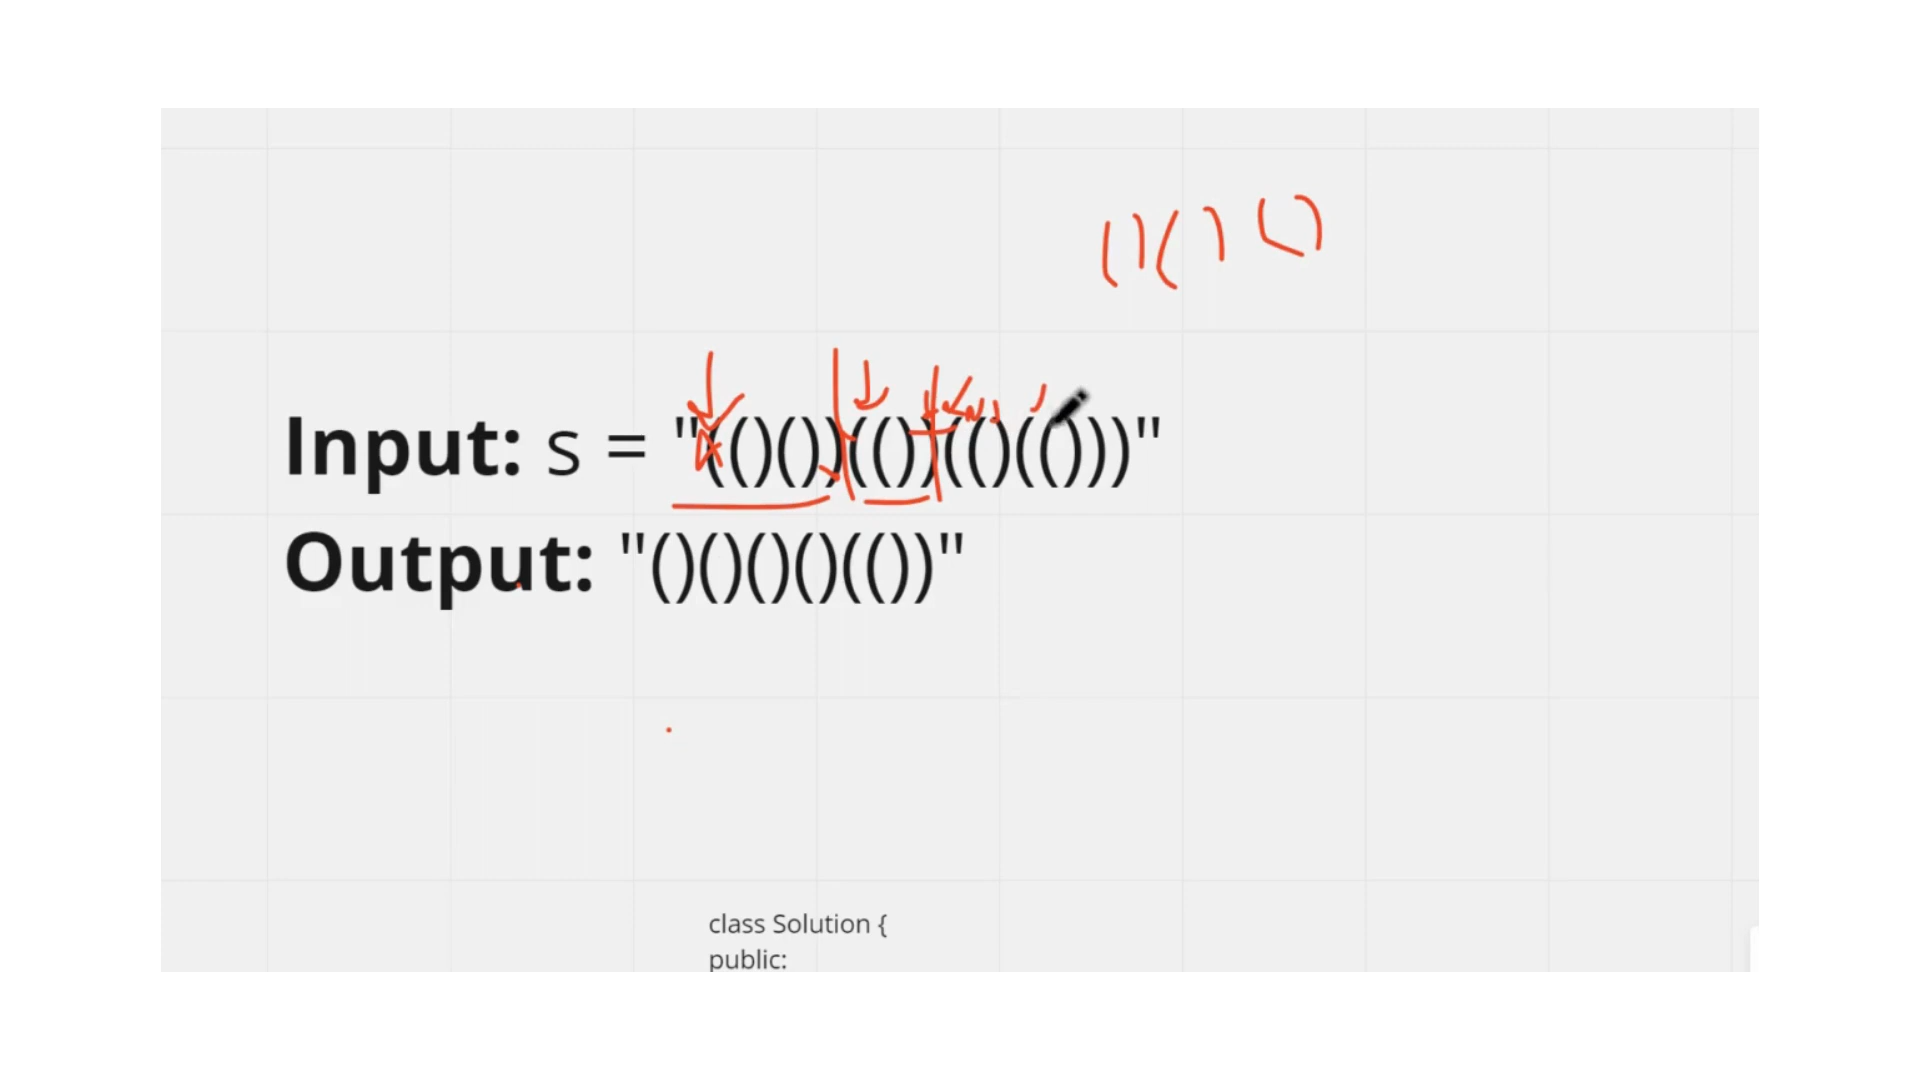 ()()()
Input: s = "(()())(())(()(()))"
Output: "()()()()(())"
class Solution {
public: